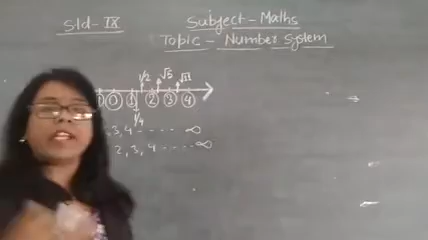 Std - IX
Subject - Maths
Topic - Number System
1/2 √5 √11
0 1 2 3 4
1/4
3, 4 - - - - - ∞
2, 3, 4 - - - - - ∞